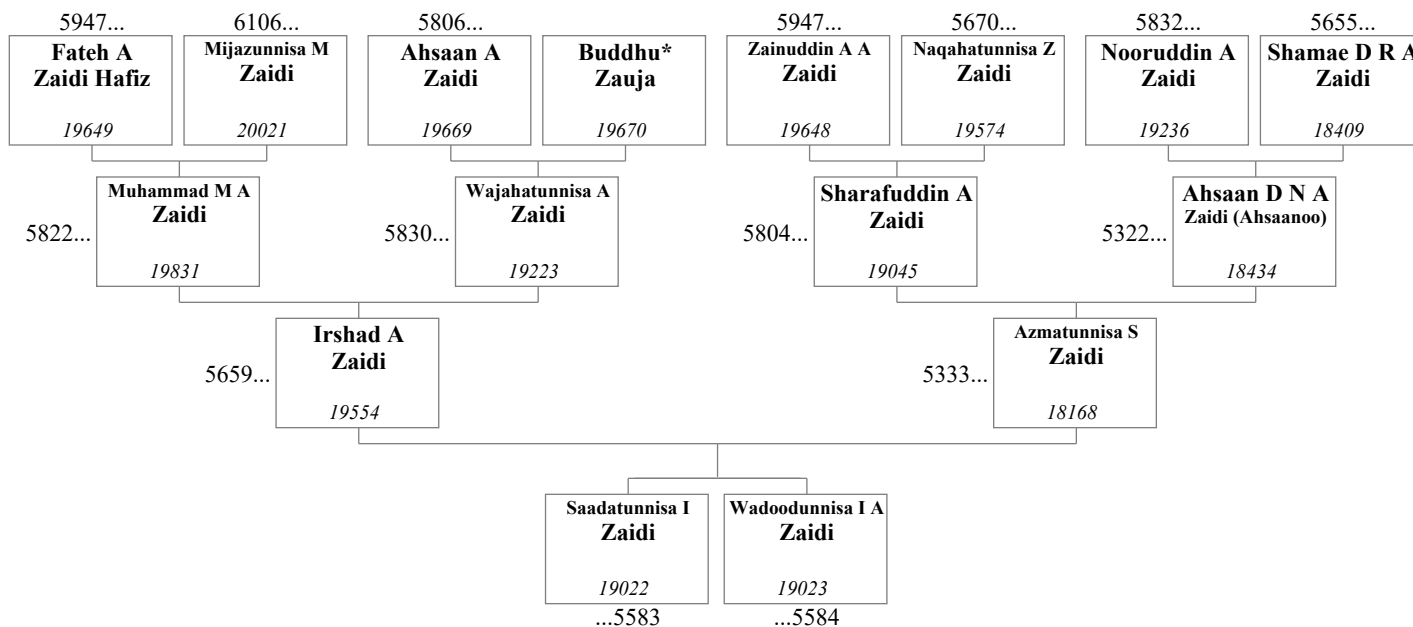 5947...
6106...
5806...
5947...
5670...
5832...
5655...
Fateh A
Zaidi Hafiz
19649
Mijazunnisa M
Zaidi
20021
Ahsaan A
Zaidi
19669
Buddhu*
Zauja
19670
Zainuddin A A
Zaidi
19648
Naqahatunnisa Z
Zaidi
19574
Nooruddin A
Zaidi
19236
Shamae D R A
Zaidi
18409
5822...
Muhammad M A
Zaidi
19831
5830...
Wajahatunnisa A
Zaidi
19223
5804...
Sharafuddin A
Zaidi
19045
5322...
Ahsaan D N A
Zaidi (Ahsaanoo)
18434
5659...
Irshad A
Zaidi
19554
5333...
Azmatunnisa S
Zaidi
18168
Saadatunnisa I
Zaidi
19022
...5583
Wadoodunnisa I A
Zaidi
19023
...5584